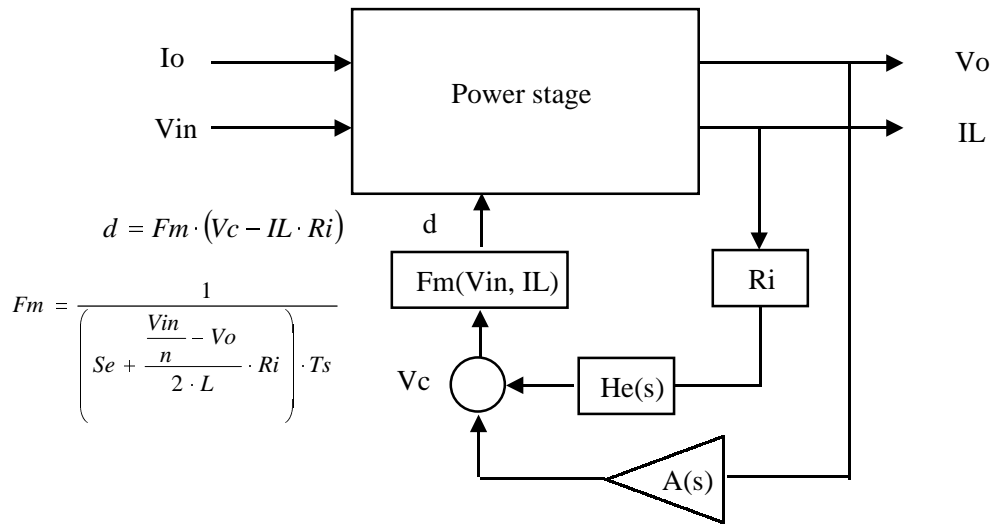 Io
Vo
Power stage
Vin
IL
d = Fm · (Vc − IL · Ri)
d
Fm(Vin, IL)
Ri
Fm = 1 / ((Se + (Vin/n − Vo)/(2 · L) · Ri) · Ts)
Vc
He(s)
A(s)